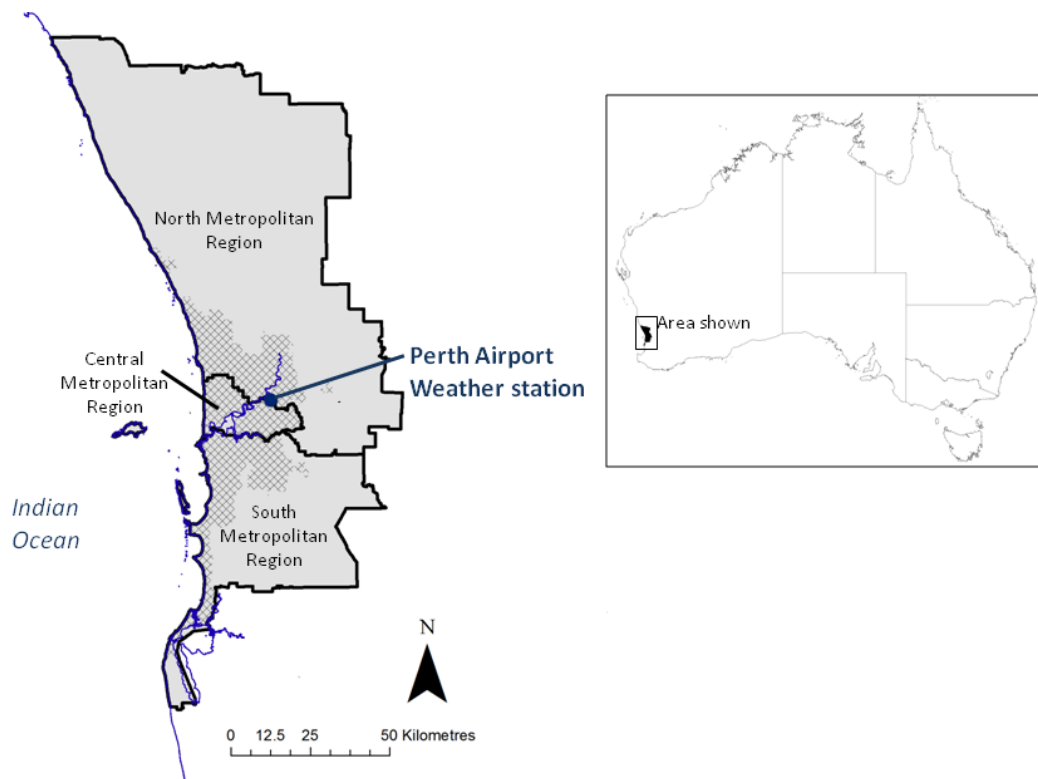 North Metropolitan
Region
Area shown
Central
Metropolitan
Region
Perth Airport
Weather station
Indian
Ocean
South
Metropolitan
Region
N
0 12.5 25 50 Kilometres